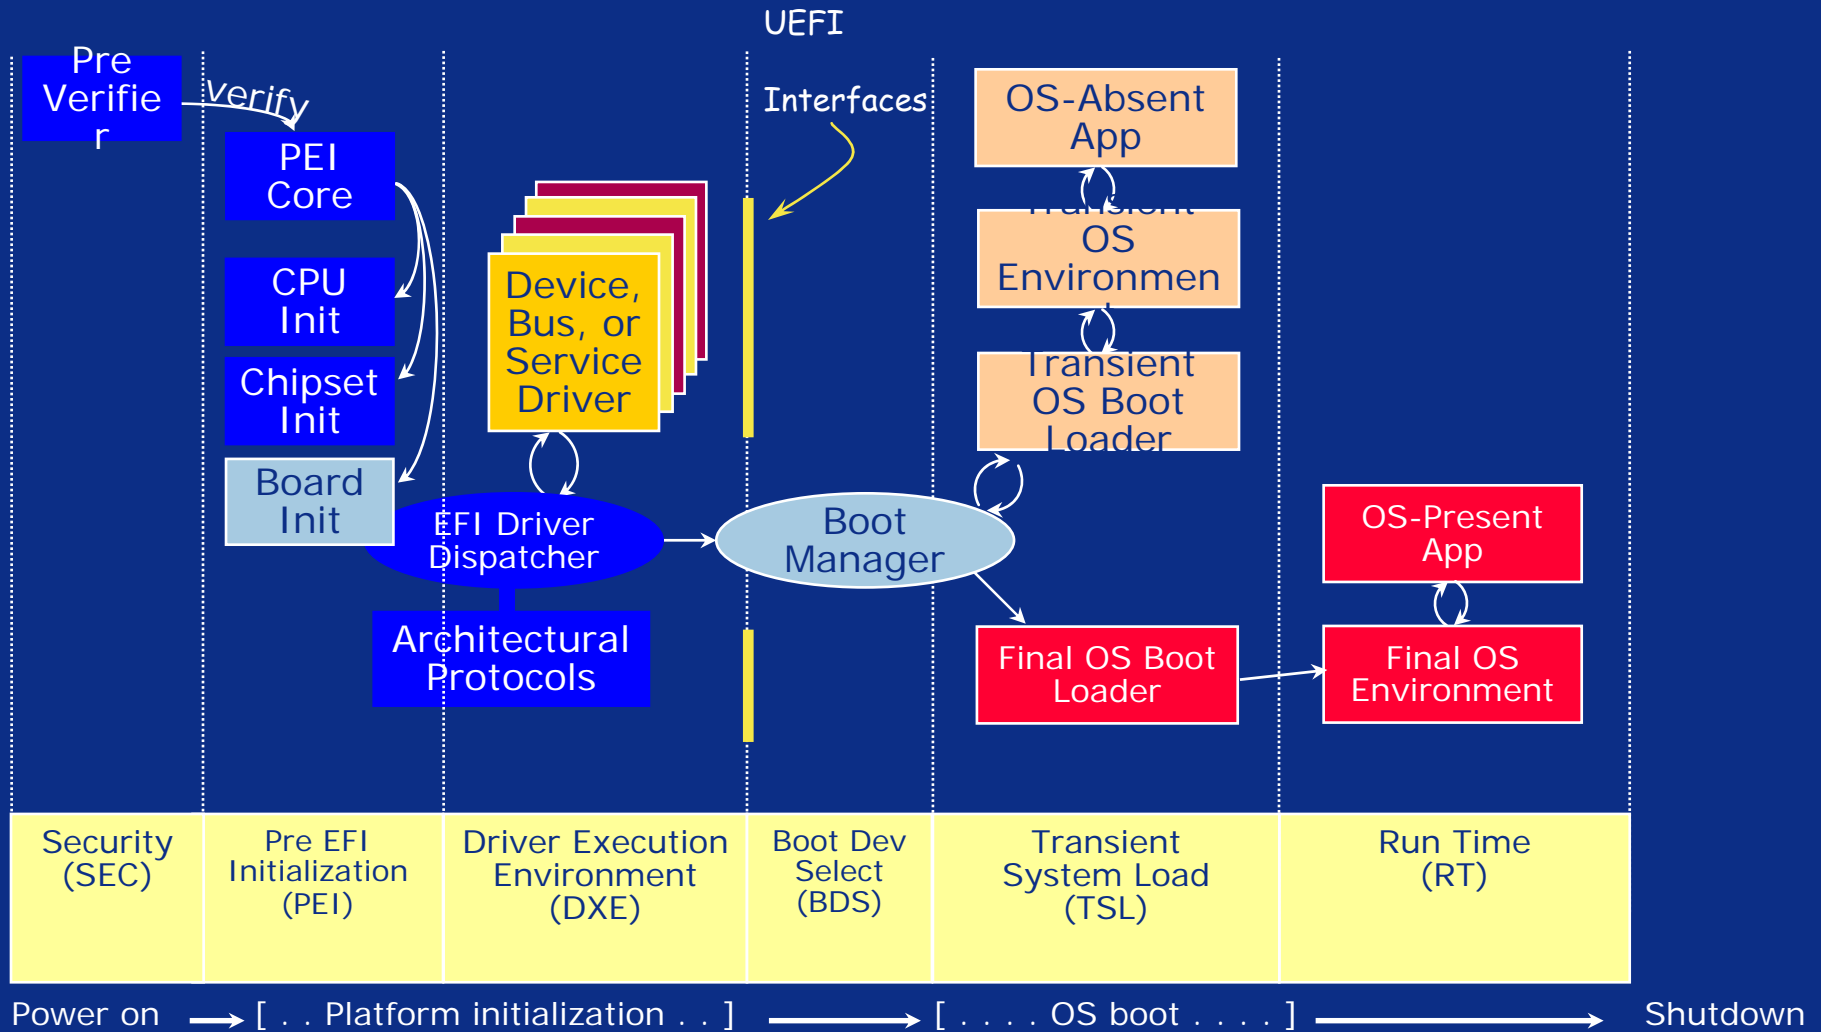 UEFI
Interfaces
Pre
Verifie
r
verify
PEI
Core
CPU
Init
Chipset
Init
Board
Init
Device,
Bus, or
Service
Driver
EFI Driver
Dispatcher
Architectural
Protocols
Boot
Manager
OS-Absent
App
Transient
OS
Environmen
Transient
OS Boot
Loader
Final OS Boot
Loader
OS-Present
App
Final OS
Environment
Security
(SEC)
Pre EFI
Initialization
(PEI)
Driver Execution
Environment
(DXE)
Boot Dev
Select
(BDS)
Transient
System Load
(TSL)
Run Time
(RT)
Power on [ . . Platform initialization . . ] [ . . . . OS boot . . . . ] Shutdown